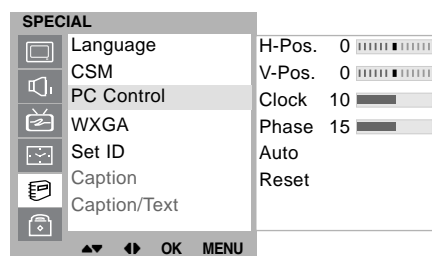 SPECIAL
Language
CSM
PC Control
WXGA
Set ID
Caption
Caption/Text
H-Pos. 0
V-Pos. 0
Clock 10
Phase 15
Auto
Reset
▲▼ ◀▶ OK MENU